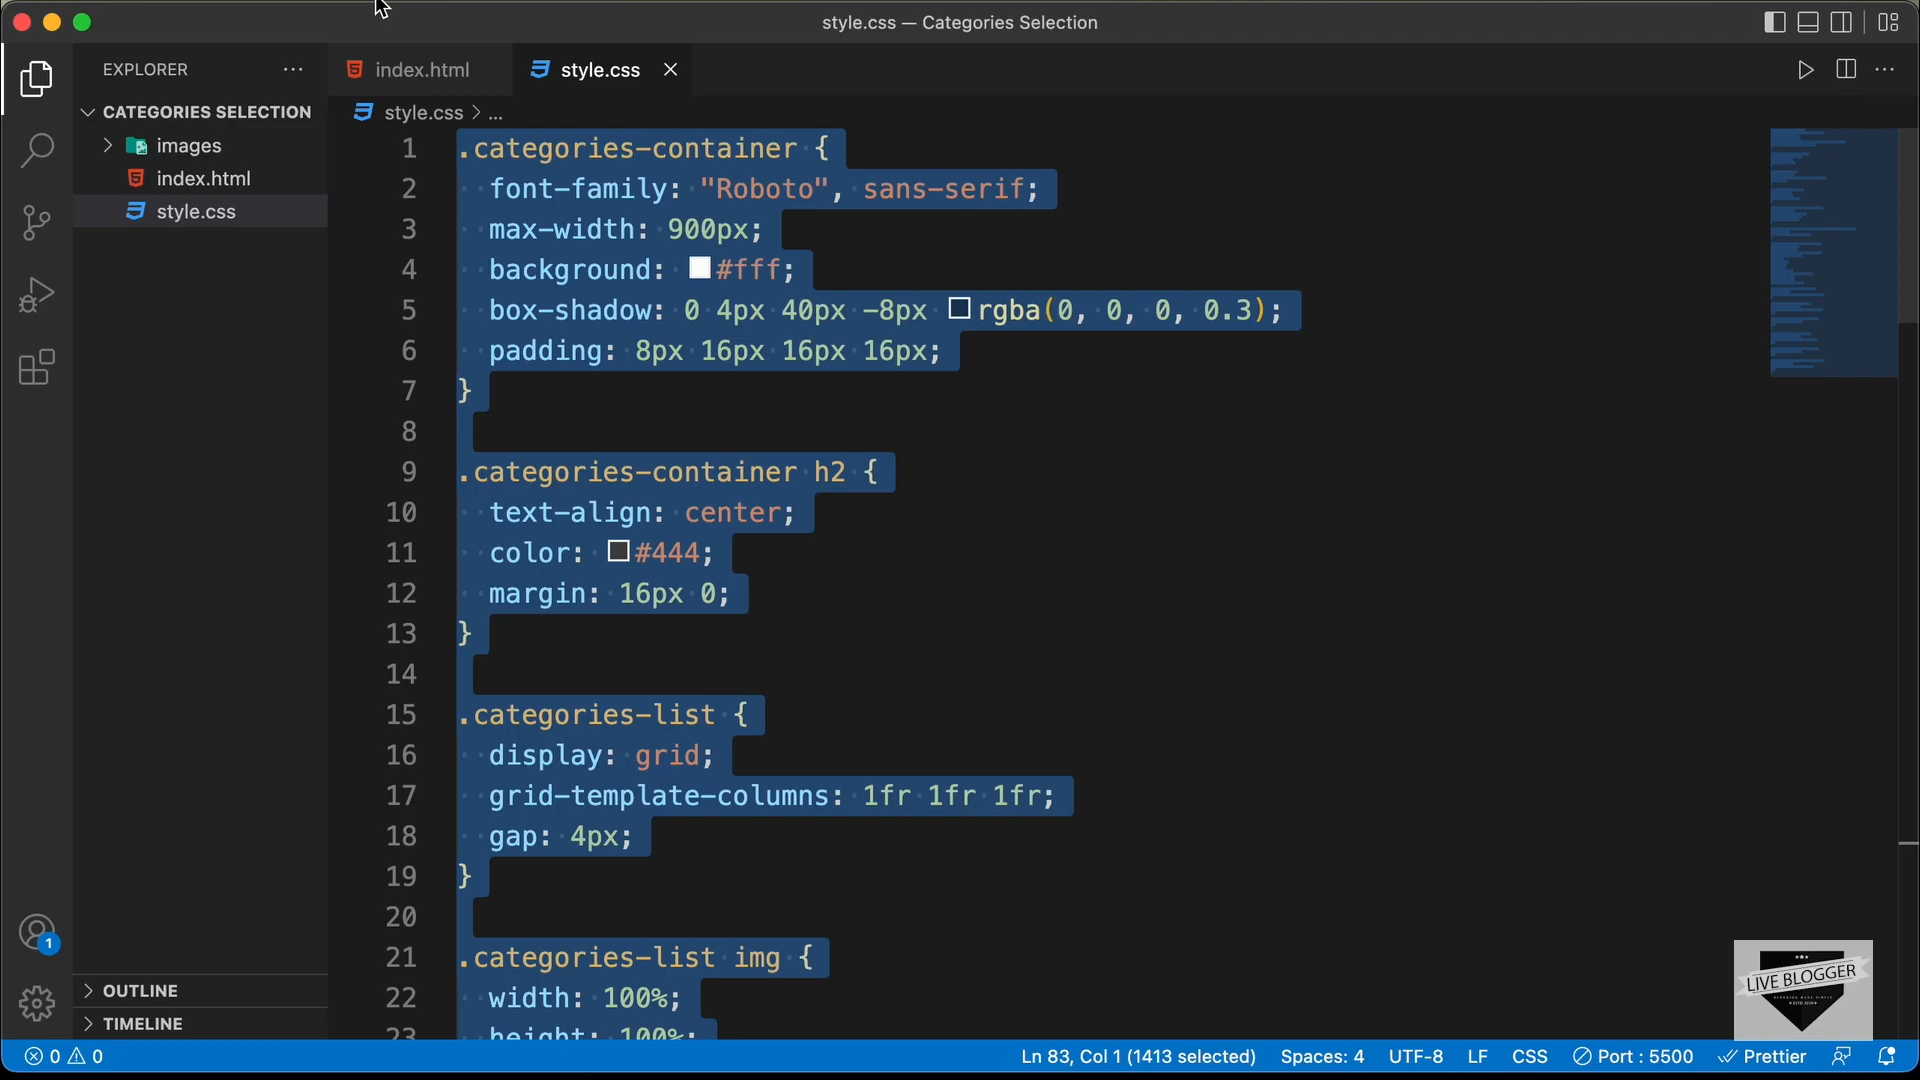 style.css — Categories Selection
EXPLORER
index.html
style.css
CATEGORIES SELECTION
style.css > ...
images
index.html
style.css
1 .categories-container {
2 font-family: "Roboto", sans-serif;
3 max-width: 900px;
4 background: #fff;
5 box-shadow: 0 4px 40px -8px rgba(0, 0, 0, 0.3);
6 padding: 8px 16px 16px 16px;
7 }
8
9 .categories-container h2 {
10 text-align: center;
11 color: #444;
12 margin: 16px 0;
13 }
14
15 .categories-list {
16 display: grid;
17 grid-template-columns: 1fr 1fr 1fr;
18 gap: 4px;
19 }
20
21 .categories-list img {
22 width: 100%;
23 height: 100%;
1
OUTLINE
TIMELINE
LIVE BLOGGER
0 0 Ln 83, Col 1 (1413 selected) Spaces: 4 UTF-8 LF CSS Port : 5500 Prettier